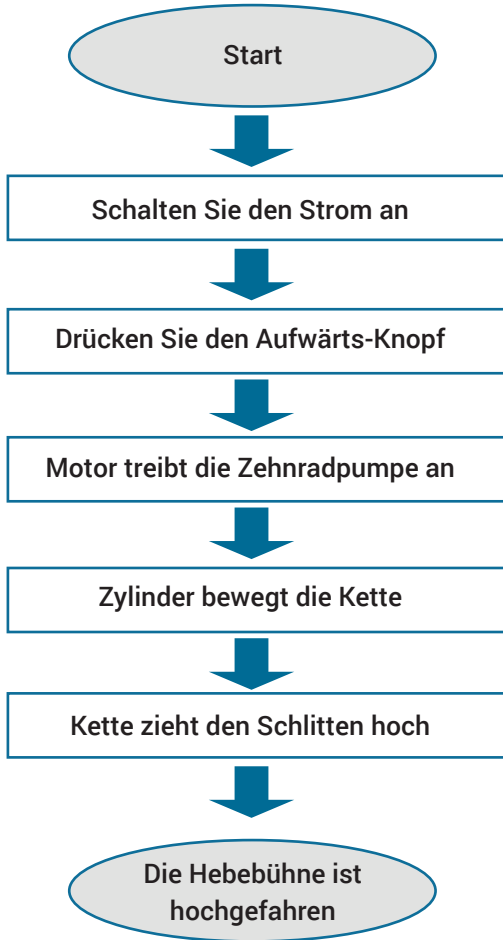 Start
Schalten Sie den Strom an
Drücken Sie den Aufwärts-Knopf
Motor treibt die Zehnradpumpe an
Zylinder bewegt die Kette
Kette zieht den Schlitten hoch
Die Hebebühne ist
hochgefahren